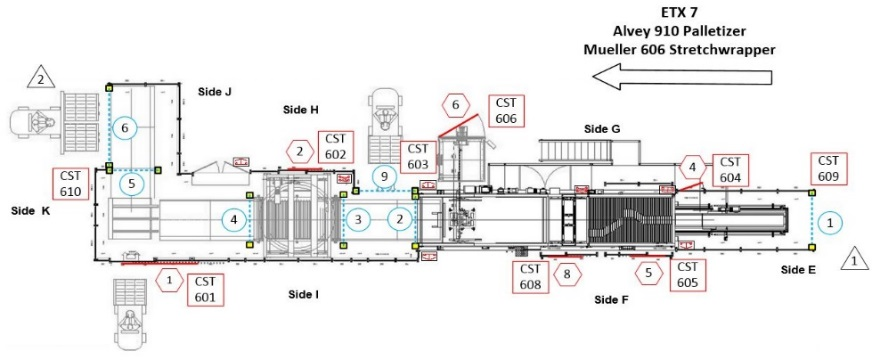 ETX 7
Alvey 910 Palletizer
Mueller 606 Stretchwrapper
2
Side J
Side H
6
CST
606
Side G
6
2
CST
602
CST
603
4
CST
604
CST
609
CST
610
5
9
Side K
4
3
2
1
1
CST
601
Side I
CST
608
8
5
CST
605
Side E
1
Side F